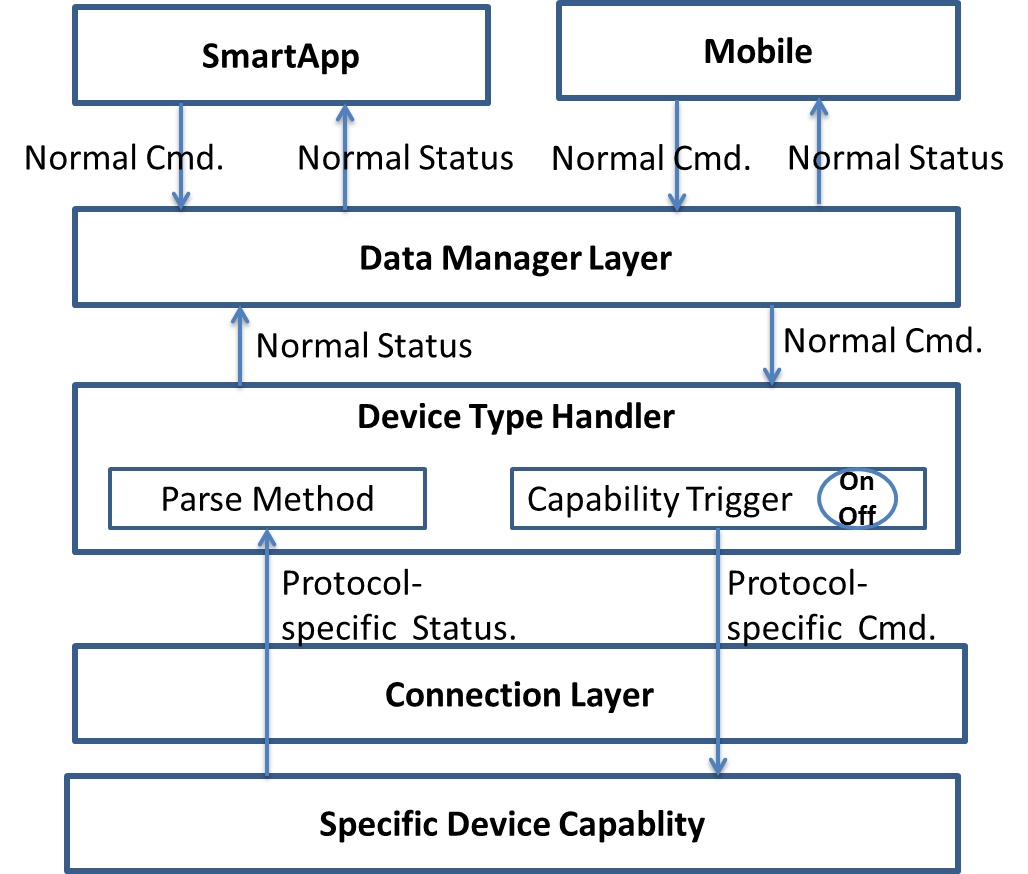 SmartApp
Mobile
Normal Cmd.
Normal Status
Normal Cmd.
Normal Status
Data Manager Layer
Normal Status
Normal Cmd.
Device Type Handler
Parse Method
Capability Trigger
On
Off
Protocol-
specific Status.
Protocol-
specific Cmd.
Connection Layer
Specific Device Capablity